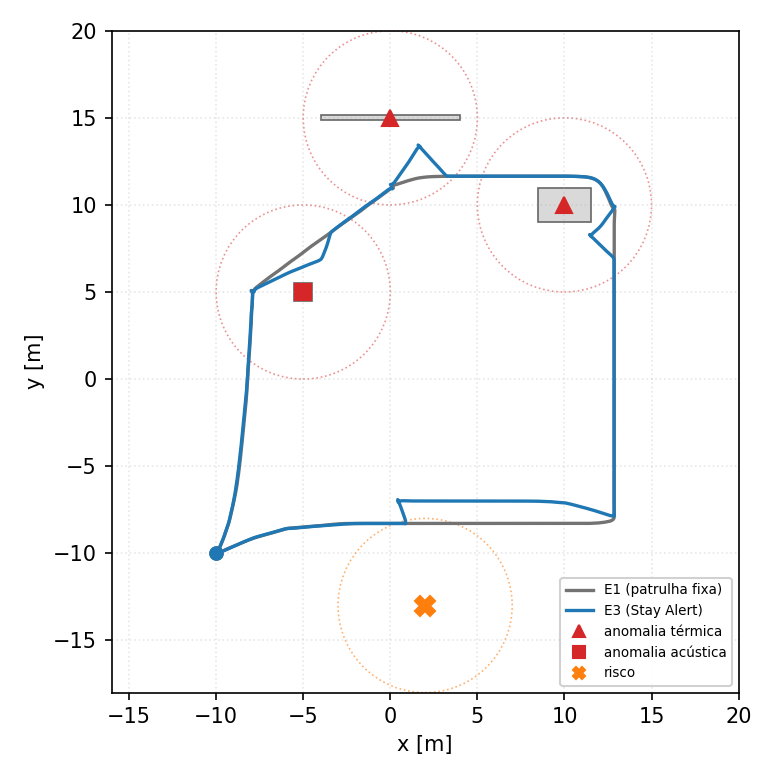 20
15
10
5
0
−5
−10
−15
y [m]
−15 −10 −5 0 5 10 15 20
x [m]
E1 (patrulha fixa)
E3 (Stay Alert)
anomalia térmica
anomalia acústica
risco